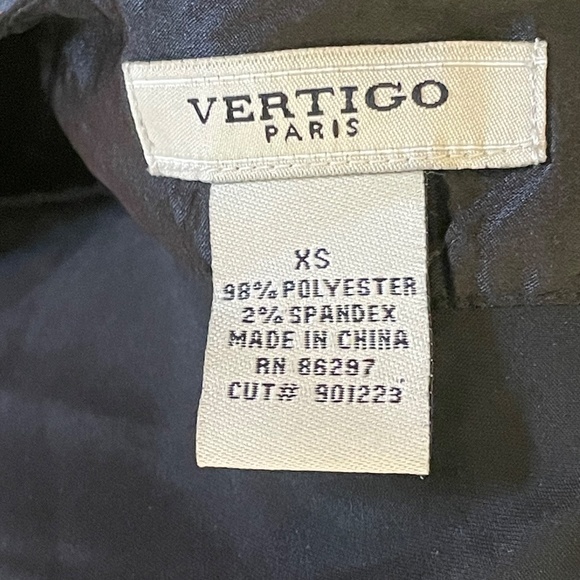 VERTIGO
PARIS
XS
98% POLYESTER
2% SPANDEX
MADE IN CHINA
RN 86297
CUT# 901223